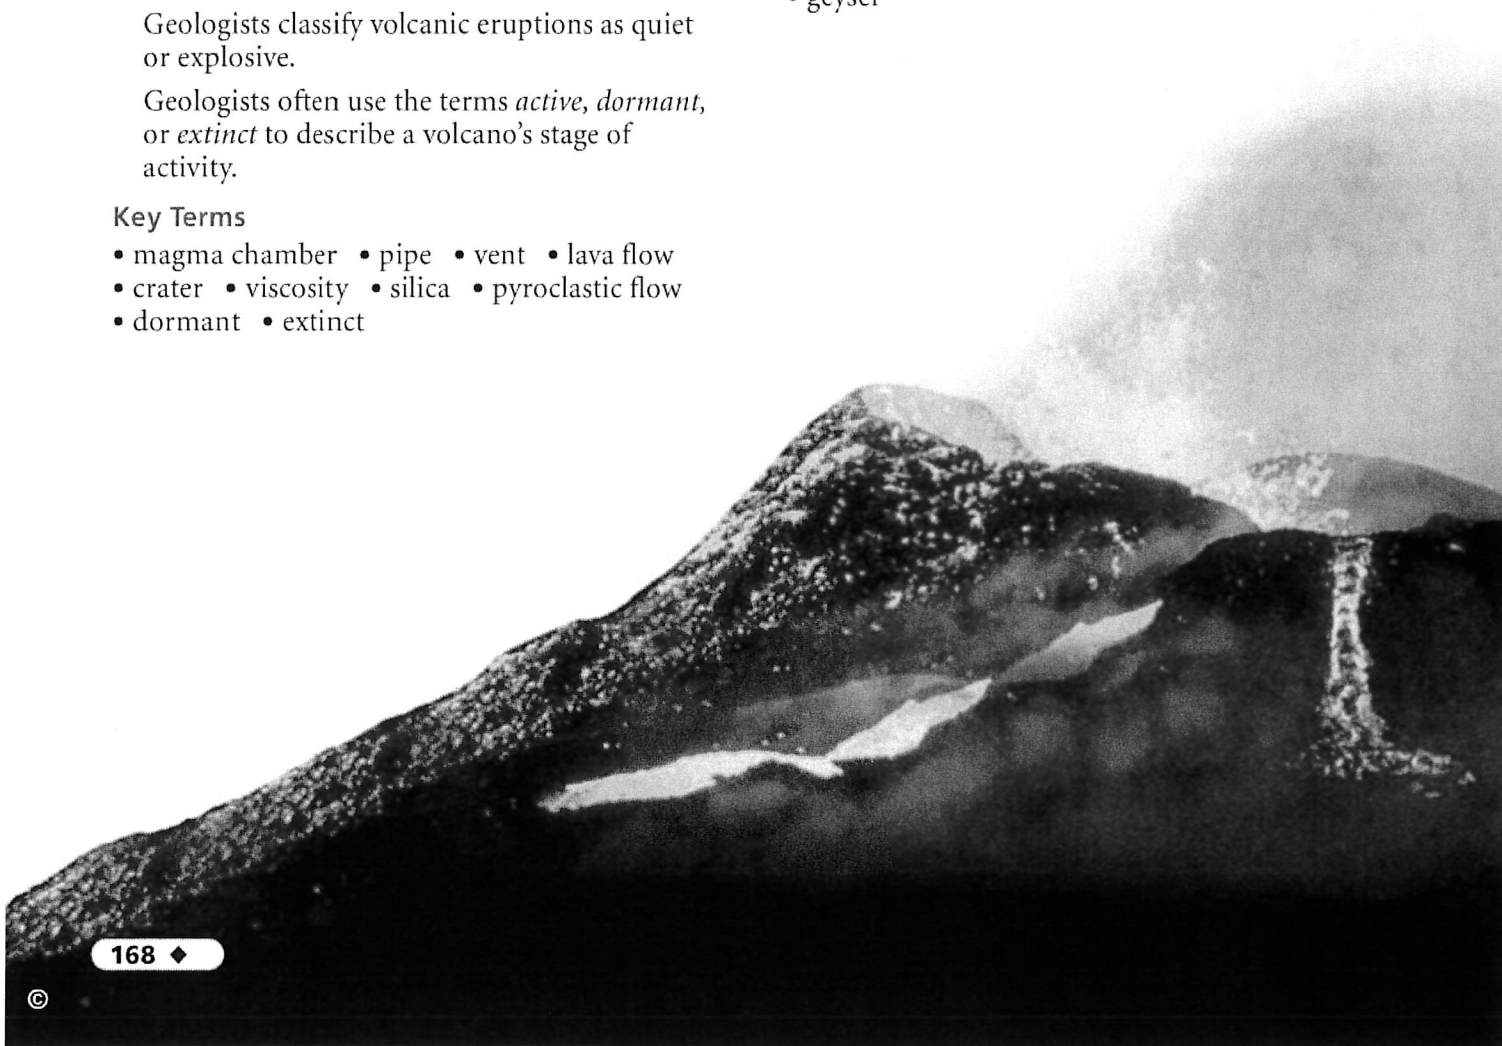 • geyser
Geologists classify volcanic eruptions as quiet
or explosive.
Geologists often use the terms active, dormant,
or extinct to describe a volcano's stage of
activity.
Key Terms
• magma chamber • pipe • vent • lava flow
• crater • viscosity • silica • pyroclastic flow
• dormant • extinct
168 ◆
©